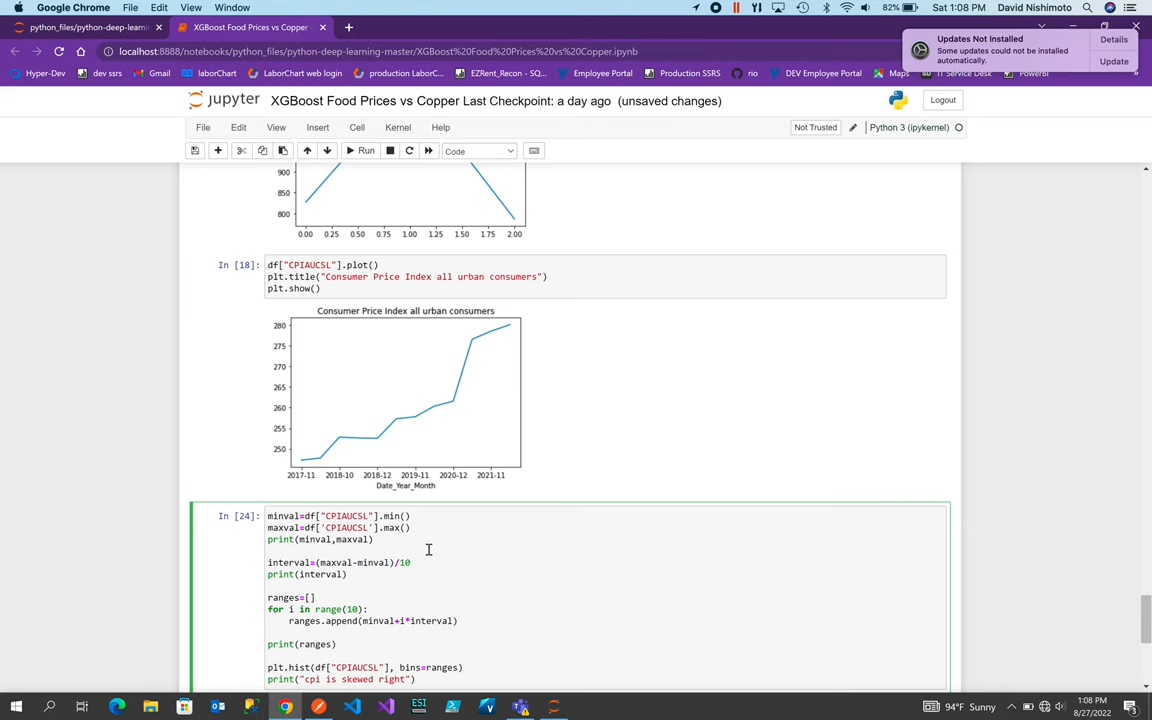 Google Chrome File Edit View Window 82% Sat 1:08 PM David Nishimoto
python_files/python-deep-learni XGBoost Food Prices vs Copper -
localhost:8888/notebooks/python_files/python-deep-learning-master/XGBoost%20Food%20Prices%20vs%20Copper.ipynb
Updates Not Installed
Some updates could not be installed automatically.
Details
Update
Hyper-Dev dev ssrs Gmail laborChart LaborChart web login production LaborC... EZRent_Recon - SQ... Employee Portal Production SSRS rio DEV Employee Portal Maps IT Service Desk PowerBI »
jupyter XGBoost Food Prices vs Copper Last Checkpoint: a day ago (unsaved changes) Logout
File Edit View Insert Cell Kernel Help Not Trusted Python 3 (ipykernel)
Run Code
900
850
800
0.00 0.25 0.50 0.75 1.00 1.25 1.50 1.75 2.00
In [18]: df["CPIAUCSL"].plot()
plt.title("Consumer Price Index all urban consumers")
plt.show()
Consumer Price Index all urban consumers
280
275
270
265
260
255
250
2017-11 2018-10 2018-12 2019-11 2020-12 2021-11
Date_Year_Month
In [24]: minval=df["CPIAUCSL"].min()
maxval=df['CPIAUCSL'].max()
print(minval,maxval)
interval=(maxval-minval)/10
print(interval)
ranges=[]
for i in range(10):
ranges.append(minval+i*interval)
print(ranges)
plt.hist(df["CPIAUCSL"], bins=ranges)
print("cpi is skewed right")
ESI
94°F Sunny
1:08 PM
8/27/2022
3